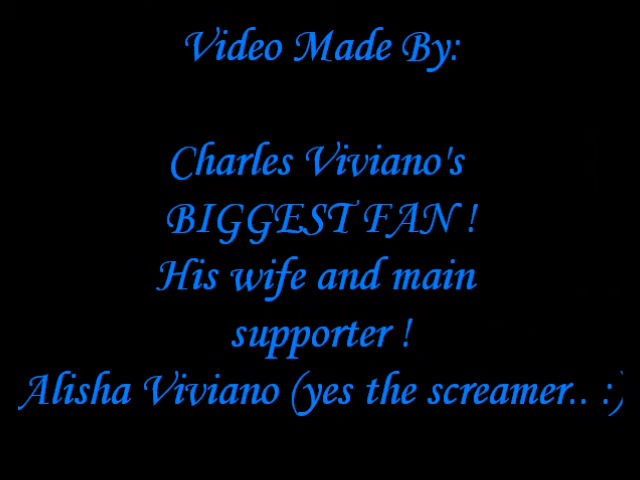 Video Made By:
Charles Viviano's
BIGGEST FAN !
His wife and main
supporter !
Alisha Viviano (yes the screamer.. :)